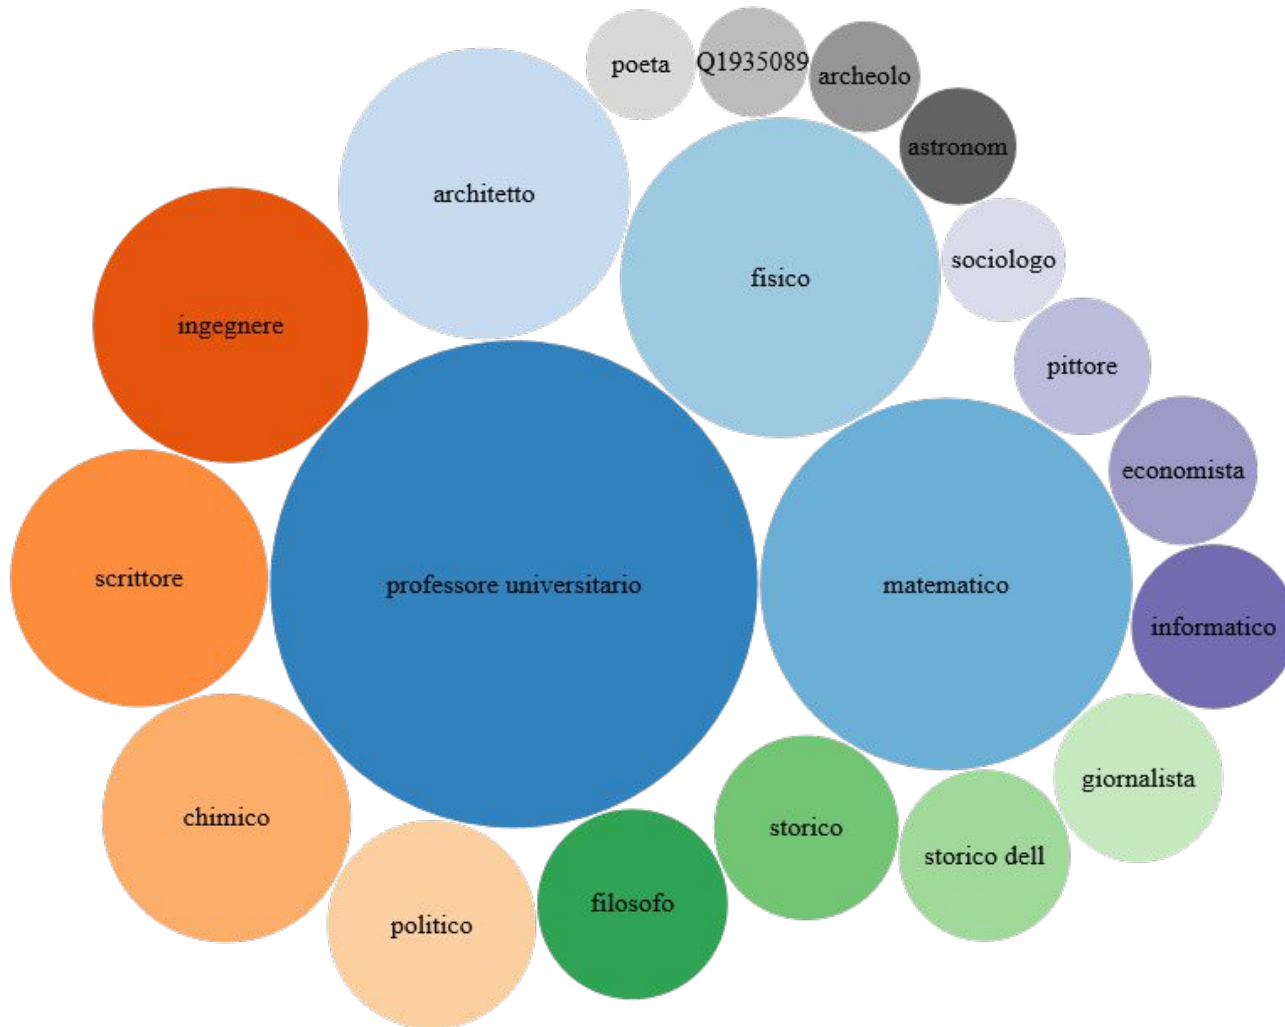 poeta
Q1935089
archeolo
astronom
architetto
fisico
sociologo
ingegnere
pittore
economista
scrittore
professore universitario
matematico
informatico
giornalista
chimico
storico
storico dell
filosofo
politico